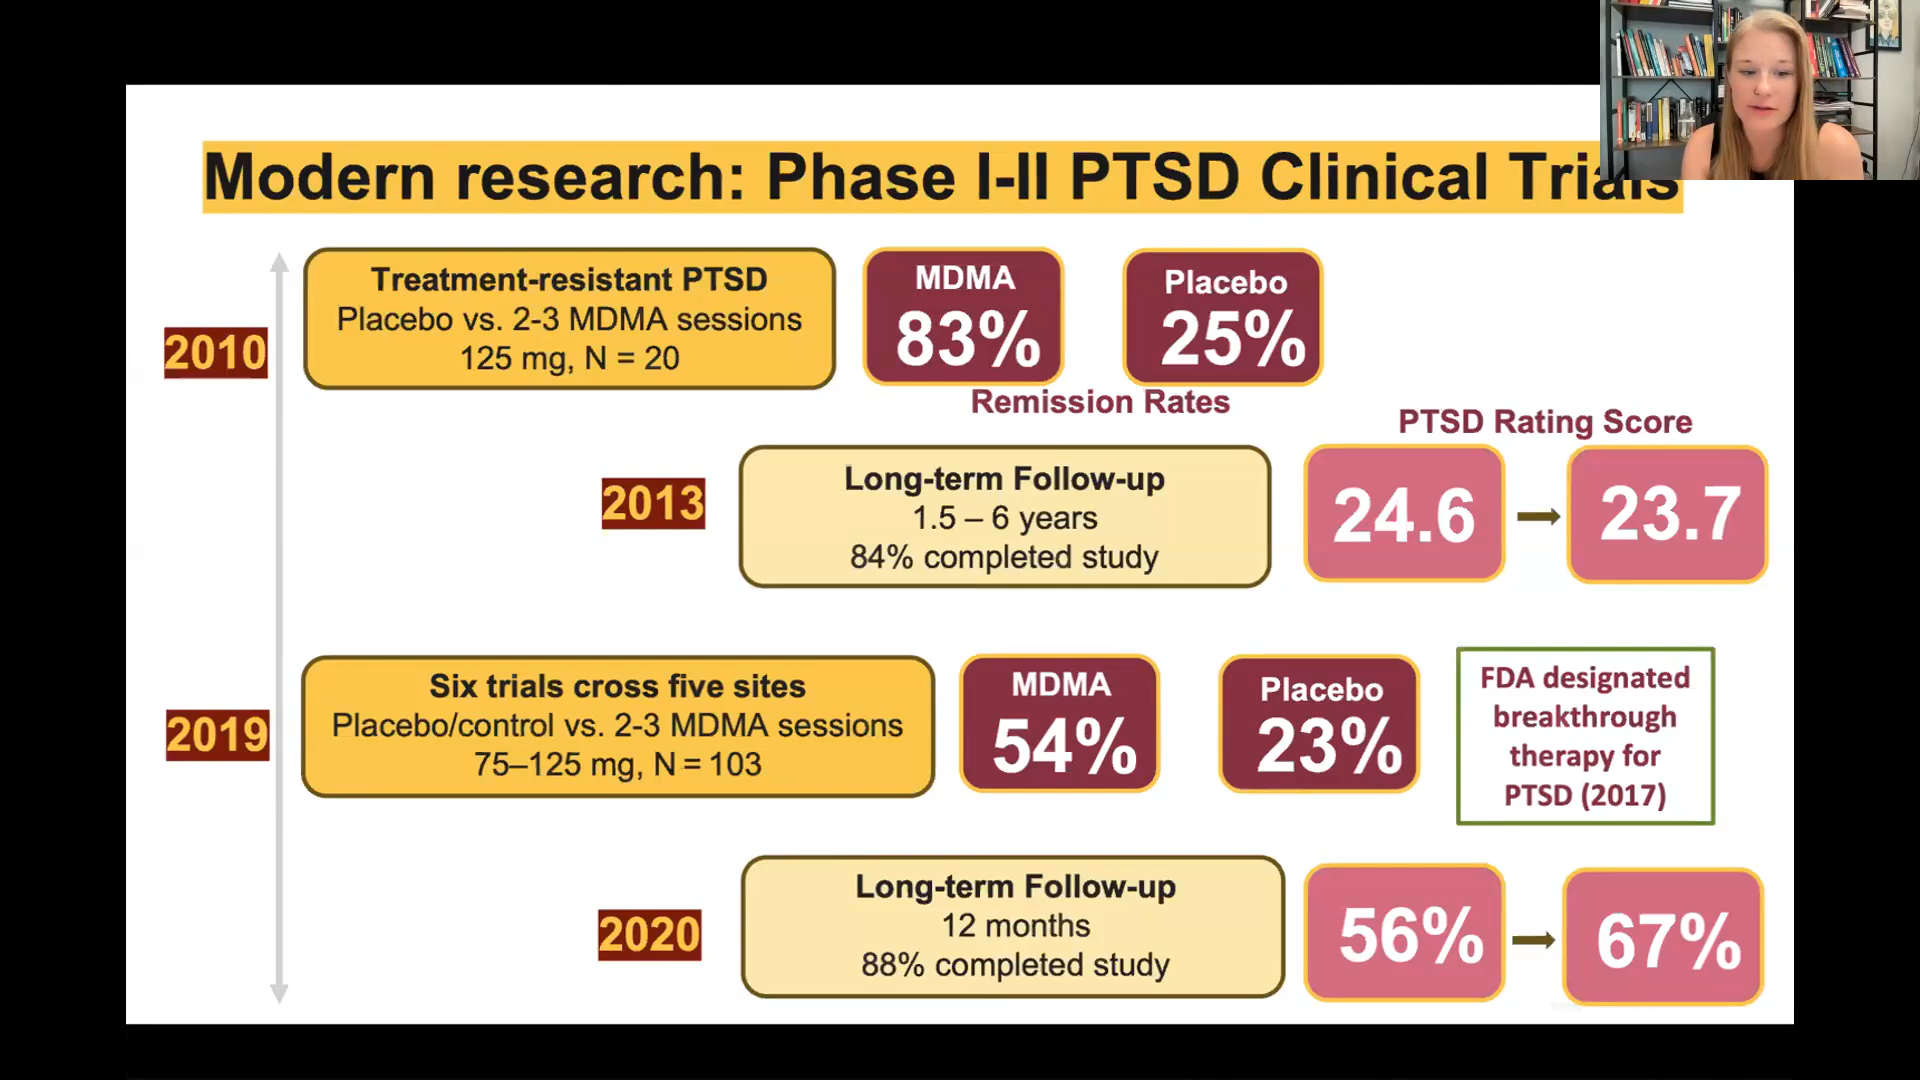 Modern research: Phase I-II PTSD Clinical Trials
2010
Treatment-resistant PTSD
Placebo vs. 2-3 MDMA sessions
125 mg, N = 20
MDMA
83%
Placebo
25%
Remission Rates
PTSD Rating Score
2013
Long-term Follow-up
1.5 – 6 years
84% completed study
24.6
23.7
2019
Six trials cross five sites
Placebo/control vs. 2-3 MDMA sessions
75–125 mg, N = 103
MDMA
54%
Placebo
23%
FDA designated
breakthrough
therapy for
PTSD (2017)
2020
Long-term Follow-up
12 months
88% completed study
56%
67%